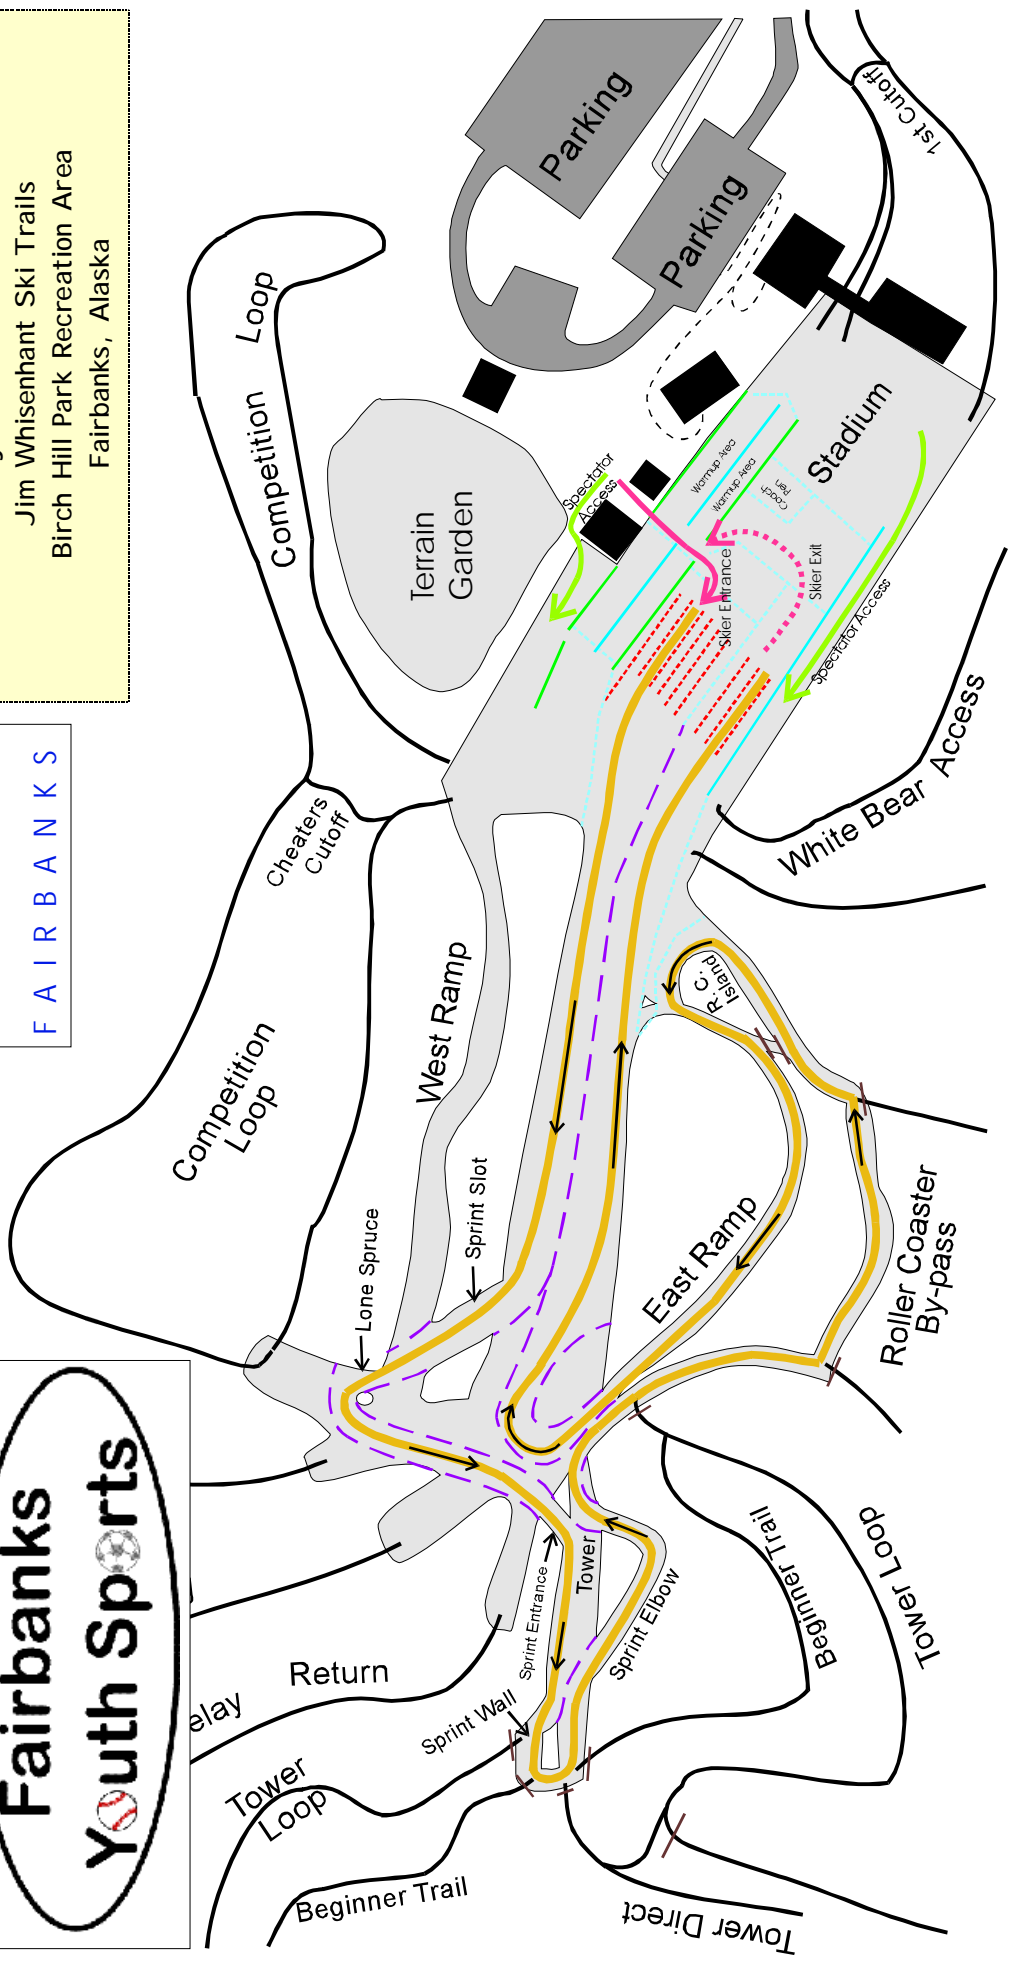 Jim Whisenhant Ski Trails
Birch Hill Park Recreation Area
Fairbanks, Alaska
FAIRBANKS
Fairbanks
Youth Sports
Parking
Parking
1st Cutoff
Loop
Competition
Terrain
Garden
Spectator
Access
Warmup Area
Warmup Area
Coach
Pen
Stadium
Skier Entrance
Skier Exit
Spectator Access
White Bear Access
Cheaters
Cutoff
West Ramp
Competition
Loop
R.C.
Island
Sprint Slot
Lone Spruce
East Ramp
Roller Coaster
By-pass
Sprint Entrance
Tower
Sprint Elbow
Beginner Trail
Tower Loop
Return
elay
Sprint Wall
Tower
Loop
Beginner Trail
Tower Direct